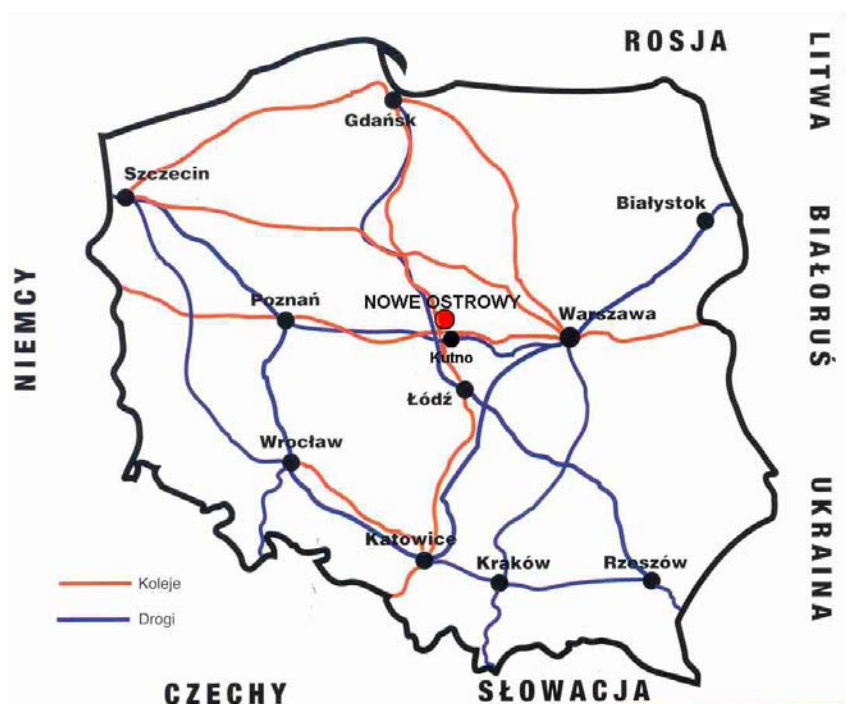 ROSJA
LITWA
Gdańsk
Szczecin
Białystok
BIAŁORUŚ
NIEMCY
Poznań
NOWE OSTROWY
Warszawa
Kutno
Łódź
Wrocław
UKRAINA
Katowice
Kraków
Rzeszów
Koleje
Drogi
CZECHY
SŁOWACJA